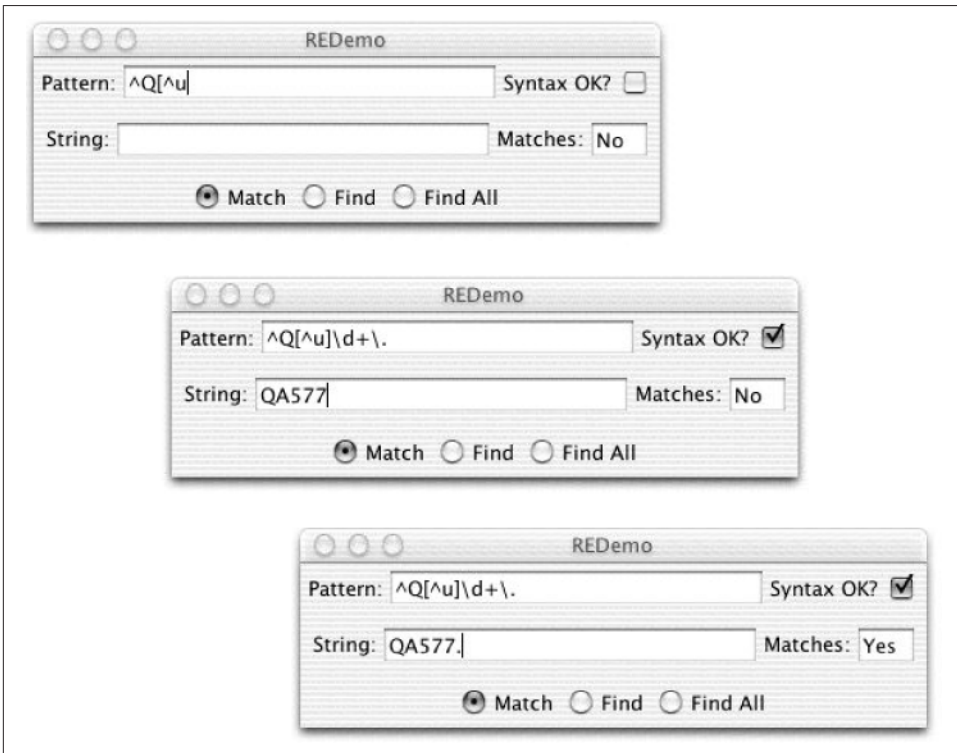 REDemo
Pattern: ^Q[^u Syntax OK?
String: Matches: No
Match Find Find All
REDemo
Pattern: ^Q[^u]\d+\. Syntax OK?
String: QA577 Matches: No
Match Find Find All
REDemo
Pattern: ^Q[^u]\d+\. Syntax OK?
String: QA577. Matches: Yes
Match Find Find All